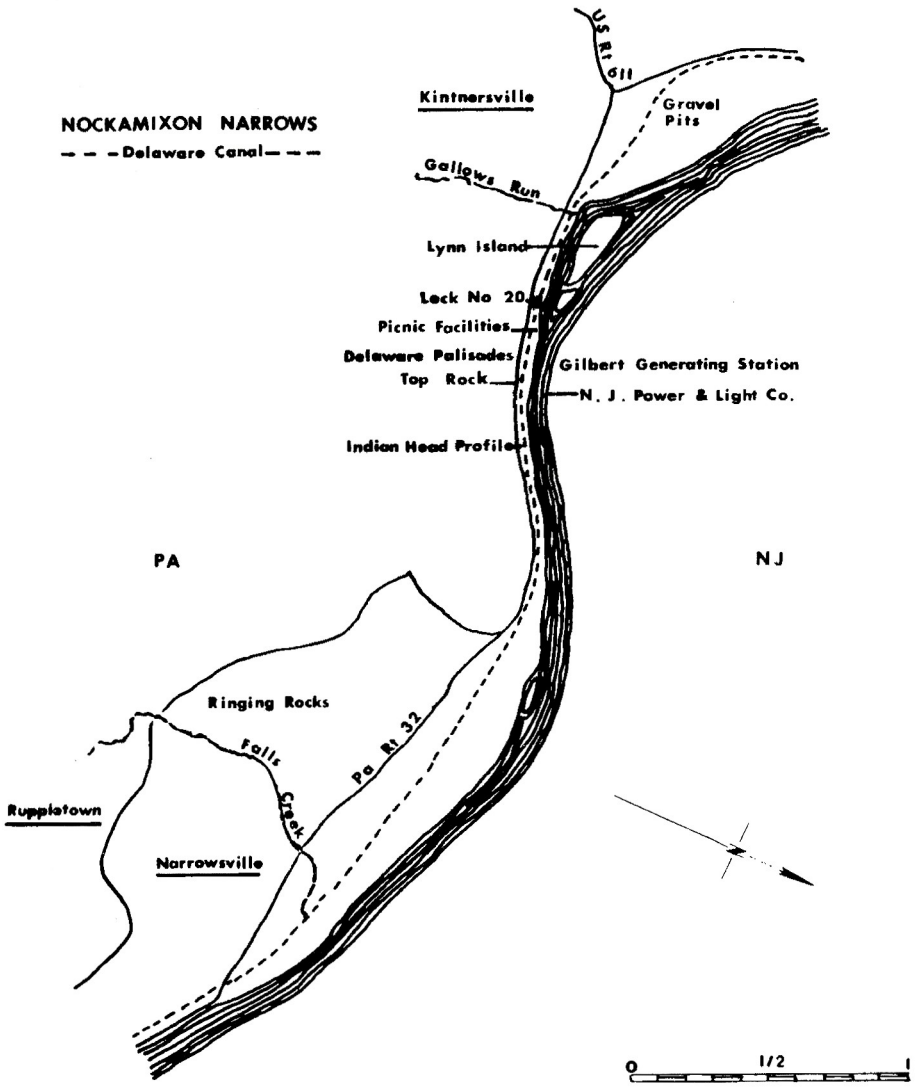 US Rt 611
Kintnersville
NOCKAMIXON NARROWS
Delaware Canal
Gravel
Pits
Gallows Run
Lynn Island
Lock No 20
Picnic Facilities
Delaware Palisades
Top Rock
Gilbert Generating Station
N. J. Power & Light Co.
Indian Head Profile
PA
NJ
Ringing Rocks
Pa Rt 32
Falls Creek
Ruppletown
Narrowsville
N
0 1/2 1